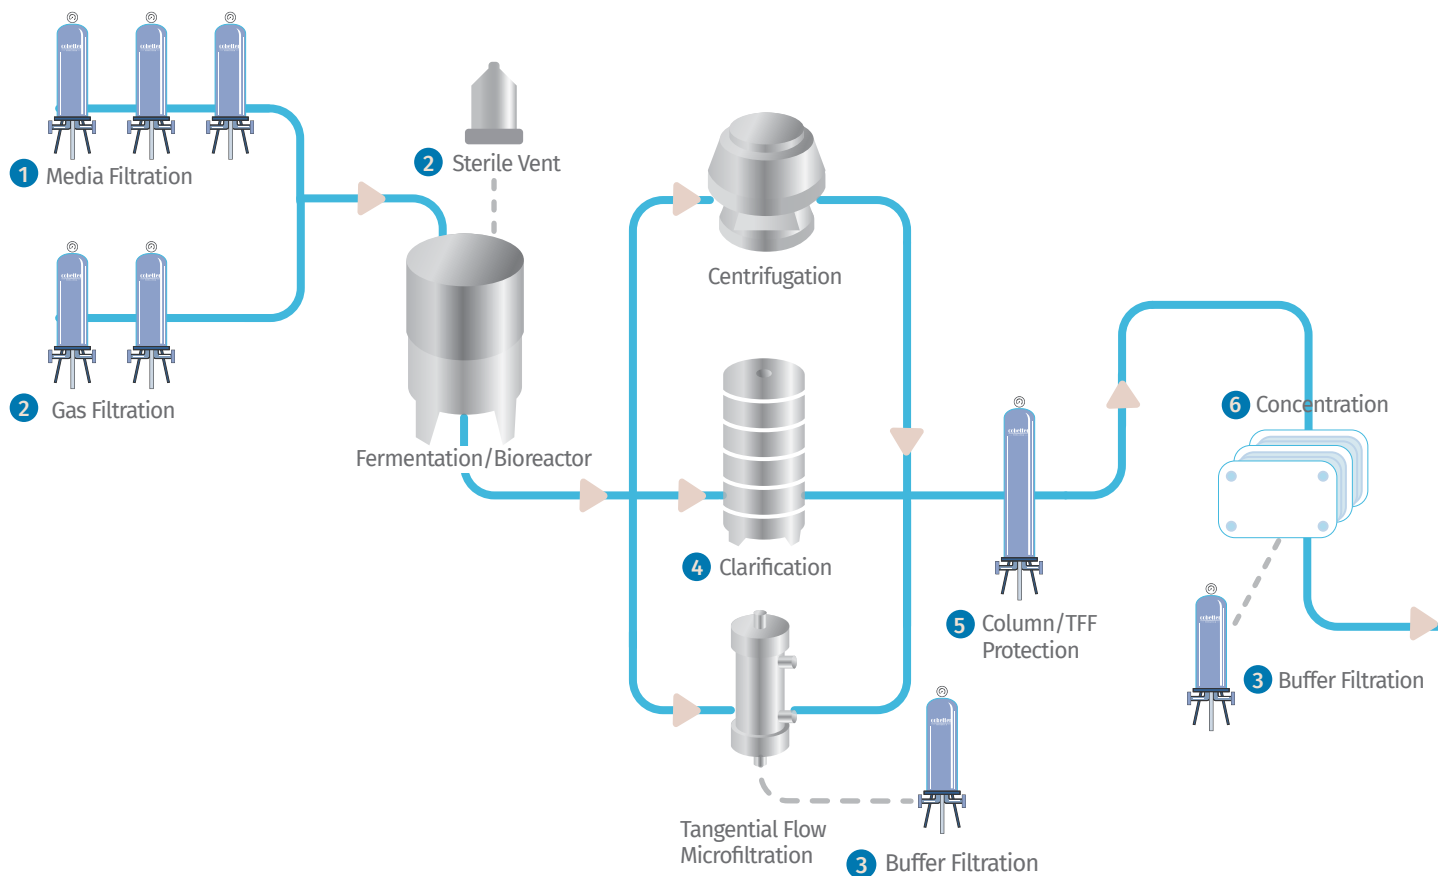 1 Media Filtration
2 Sterile Vent
2 Gas Filtration
Fermentation/Bioreactor
Centrifugation
4 Clarification
Tangential Flow
Microfiltration
3 Buffer Filtration
5 Column/TFF
Protection
6 Concentration
3 Buffer Filtration